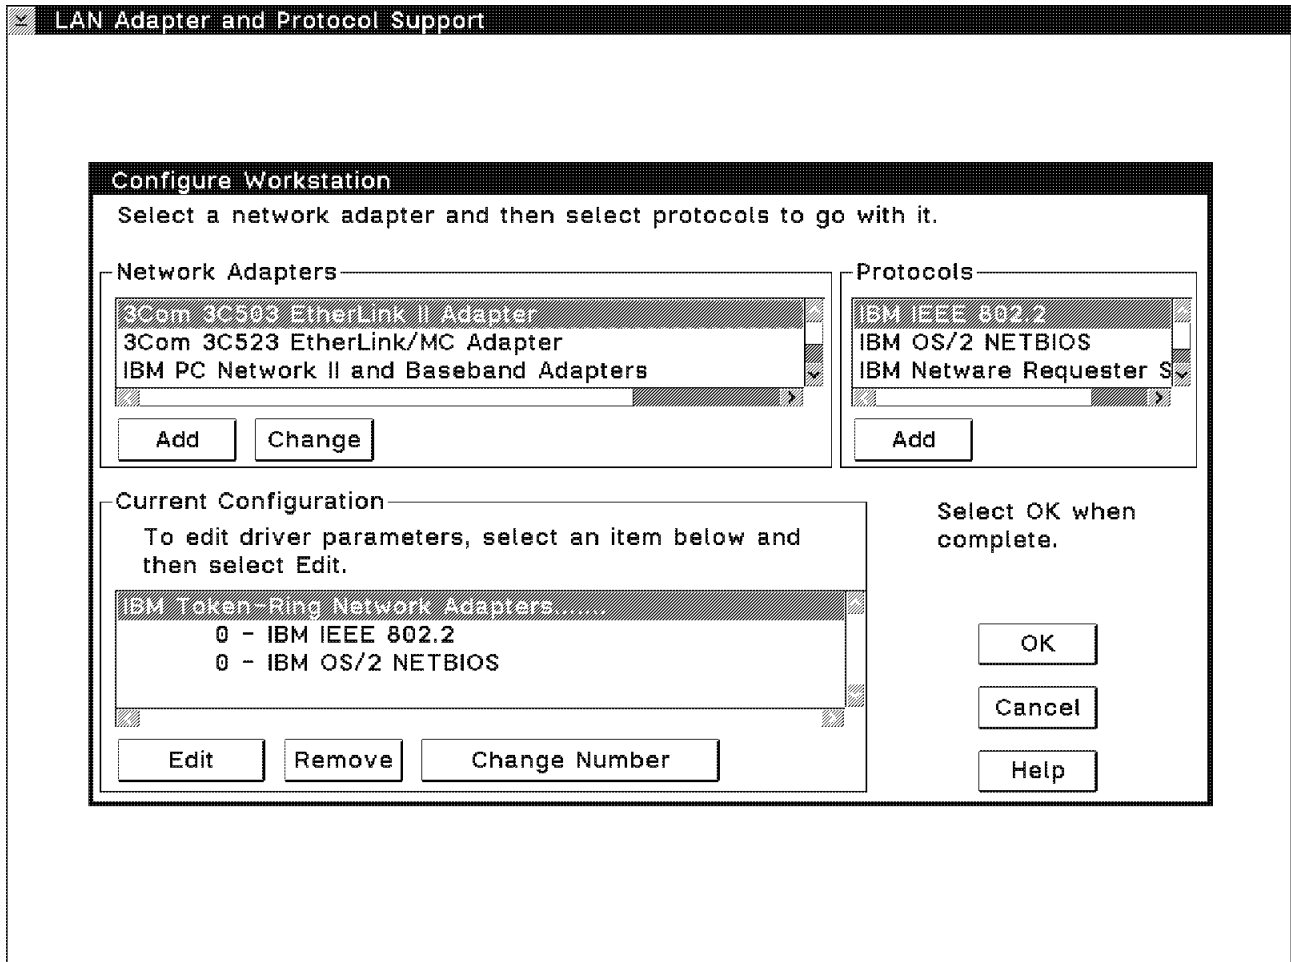 LAN Adapter and Protocol Support
Configure Workstation
Select a network adapter and then select protocols to go with it.
Network Adapters
3Com 3C503 EtherLink II Adapter
3Com 3C523 EtherLink/MC Adapter
IBM PC Network II and Baseband Adapters
Add
Change
Protocols
IBM IEEE 802.2
IBM OS/2 NETBIOS
IBM Netware Requester S
Add
Current Configuration
To edit driver parameters, select an item below and
then select Edit.
IBM Token-Ring Network Adapters.......
0 - IBM IEEE 802.2
0 - IBM OS/2 NETBIOS
Edit
Remove
Change Number
Select OK when
complete.
OK
Cancel
Help